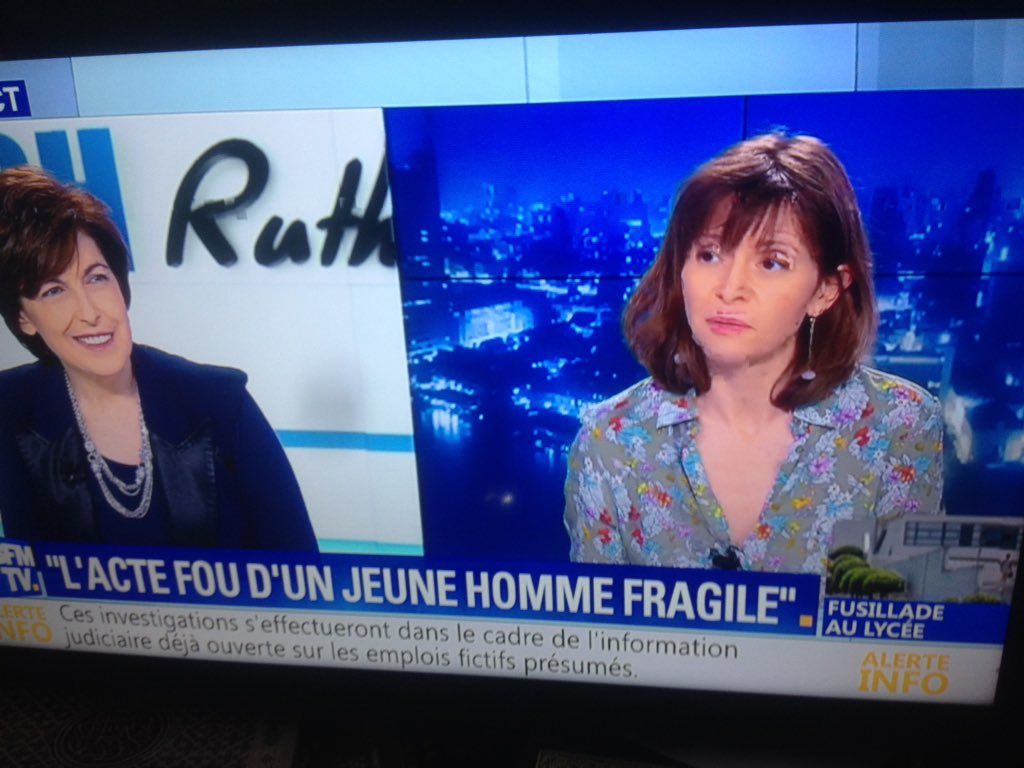 CT
Ruth
BFM
TV.
"L'ACTE FOU D'UN JEUNE HOMME FRAGILE".
FUSILLADE
AU LYCÉE
ALERTE
INFO
Ces investigations s'effectueront dans le cadre de l'information
judiciaire déjà ouverte sur les emplois fictifs présumés.
ALERTE
INFO